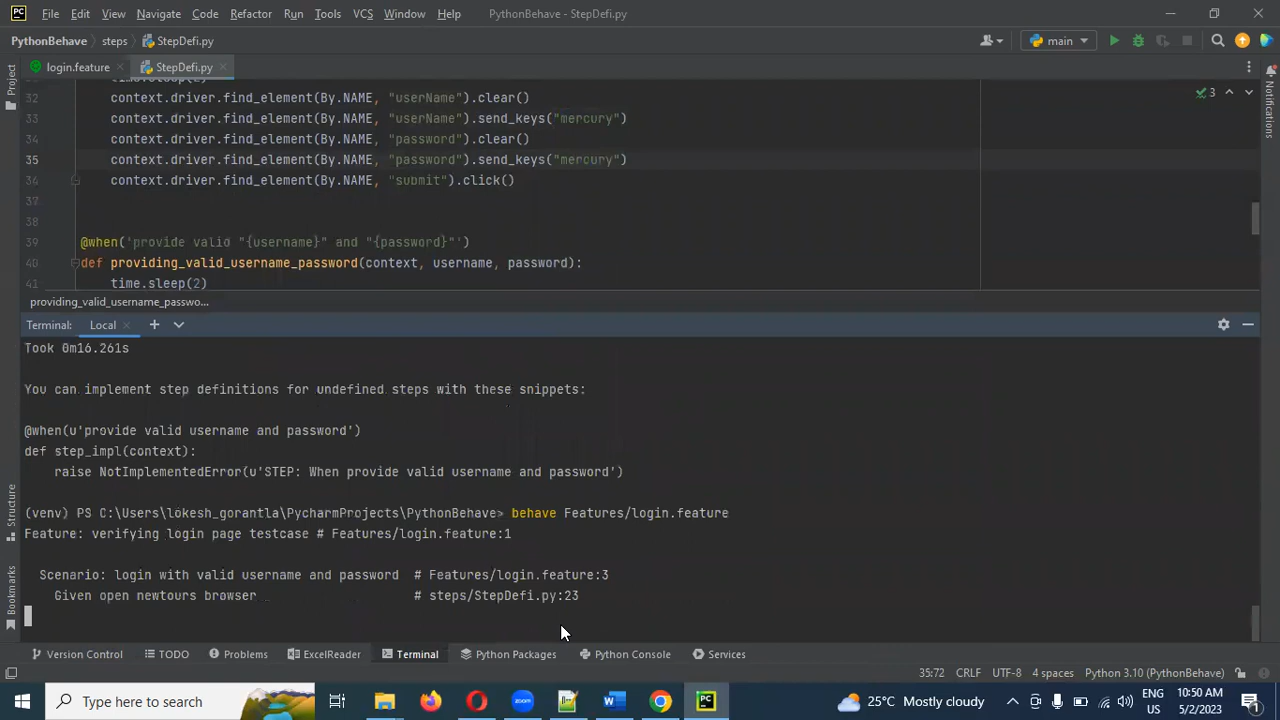 File Edit View Navigate Code Refactor Run Tools VCS Window Help PythonBehave - StepDefi.py
PythonBehave steps StepDefi.py main
login.feature StepDefi.py
32 context.driver.find_element(By.NAME, "userName").clear()
33 context.driver.find_element(By.NAME, "userName").send_keys("mercury")
34 context.driver.find_element(By.NAME, "password").clear()
35 context.driver.find_element(By.NAME, "password").send_keys("mercury")
36 context.driver.find_element(By.NAME, "submit").click()
37
38
39 @when('provide valid "{username}" and "{password}"')
40 def providing_valid_username_password(context, username, password):
41 time.sleep(2)
3
Project
Notifications
providing_valid_username_passwo...
Terminal: Local
Took 0m16.261s
You can implement step definitions for undefined steps with these snippets:
@when(u'provide valid username and password')
def step_impl(context):
raise NotImplementedError(u'STEP: When provide valid username and password')
(venv) PS C:\Users\lokesh_gorantla\PycharmProjects\PythonBehave> behave Features/login.feature
Feature: verifying login page testcase # Features/login.feature:1
Scenario: login with valid username and password # Features/login.feature:3
Given open newtours browser # steps/StepDefi.py:23
Structure
Bookmarks
Version Control TODO Problems ExcelReader Terminal Python Packages Python Console Services
35:72 CRLF UTF-8 4 spaces Python 3.10 (PythonBehave)
Type here to search
zoom
PC
25°C Mostly cloudy
ENG
US
10:50 AM
5/2/2023
1